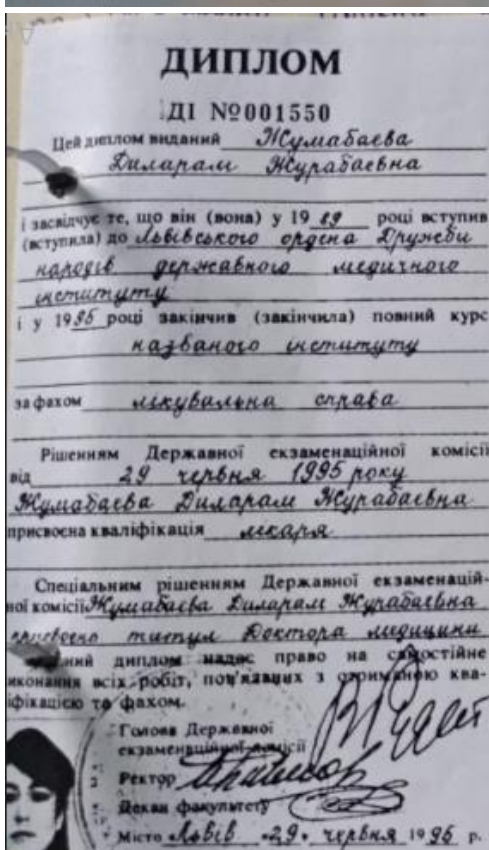 ДИПЛОМ
ДІ №001550
Цей диплом виданий Жумабаєва
Диларам Журабаєвна
і засвідчує те, що він (вона) у 1989 році вступив
(вступила) до Львівського ордена Дружби
народів державного медичного
інституту
і у 1995 році закінчив (закінчила) повний курс
названого інституту
за фахом лікувальна справа
Рішенням Державної екзаменаційної комісії
від 29 червня 1995 року
Жумабаєва Диларам Журабаєвна
присвоєна кваліфікація лікаря
Спеціальним рішенням Державної екзаменацій-
ної комісії Жумабаєва Диларам Журабаєвна
присвоєно титул Доктора медицини
диплом надає право на самостійне
виконання всіх робіт, пов'язаних з отриманою ква-
ліфікацією та фахом.
Голова Державної
екзаменаційної комісії
Ректор
Декан факультету
Місто Львів «29» червня 1995 р.